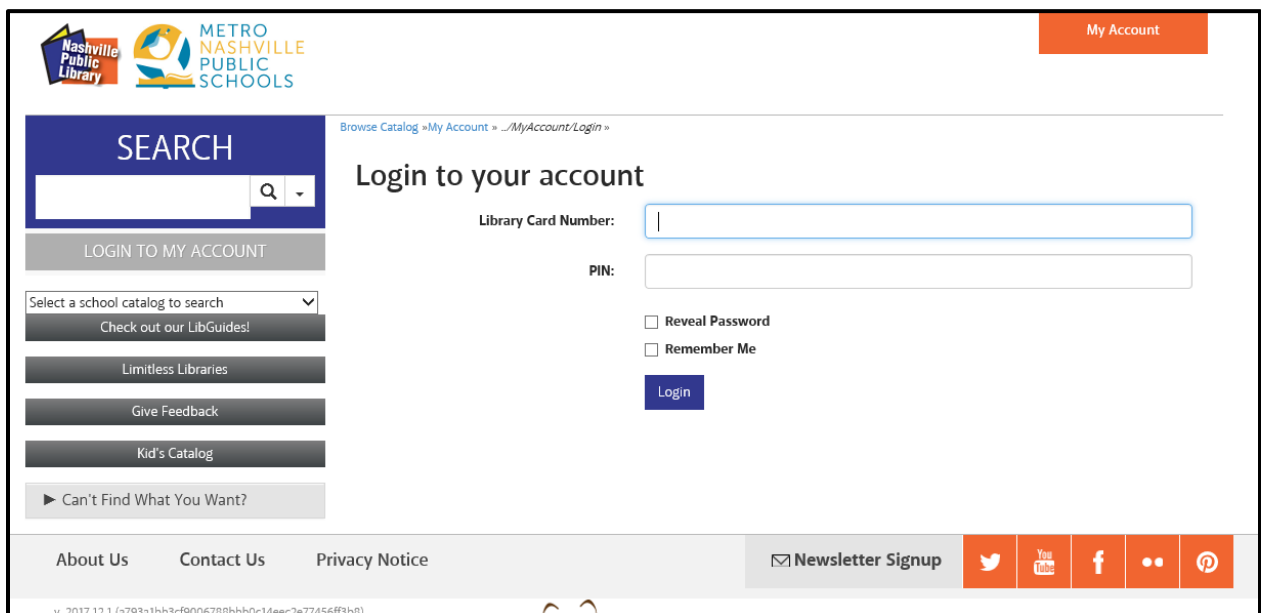 Nashville
Public
Library
METRO
NASHVILLE
PUBLIC
SCHOOLS
My Account
Browse Catalog »My Account » ../MyAccount/Login »
SEARCH
LOGIN TO MY ACCOUNT
Select a school catalog to search
Check out our LibGuides!
Limitless Libraries
Give Feedback
Kid's Catalog
► Can't Find What You Want?
Login to your account
Library Card Number:
PIN:
Reveal Password
Remember Me
Login
About Us Contact Us Privacy Notice
Newsletter Signup
You
Tube
v. 2017.12.1